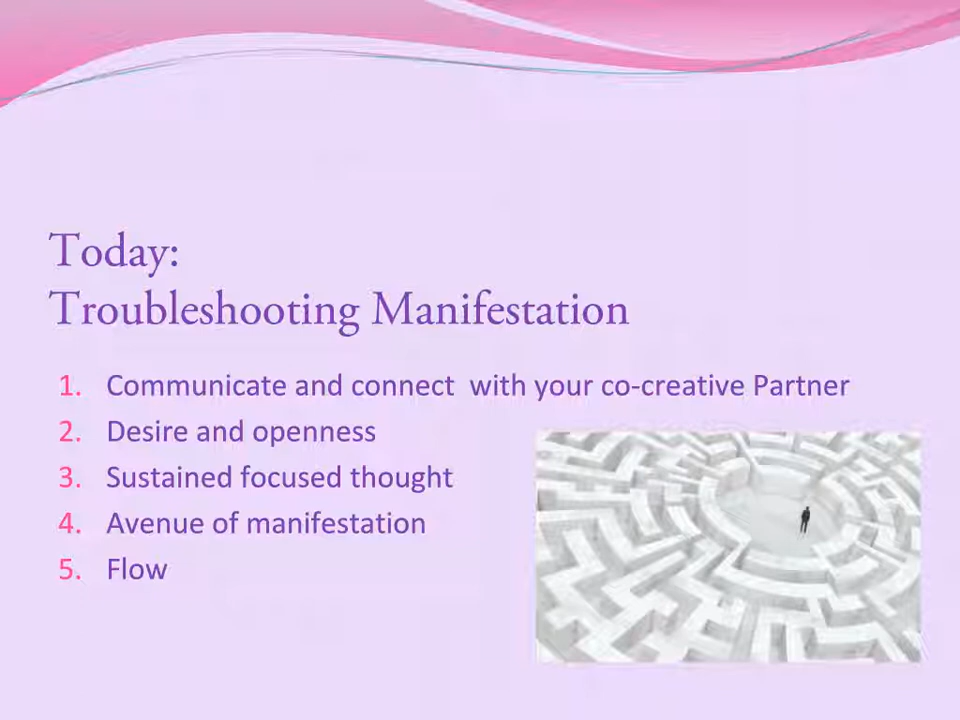 Today:
Troubleshooting Manifestation
1. Communicate and connect  with your co-creative Partner
2. Desire and openness
3. Sustained focused thought
4. Avenue of manifestation
5. Flow